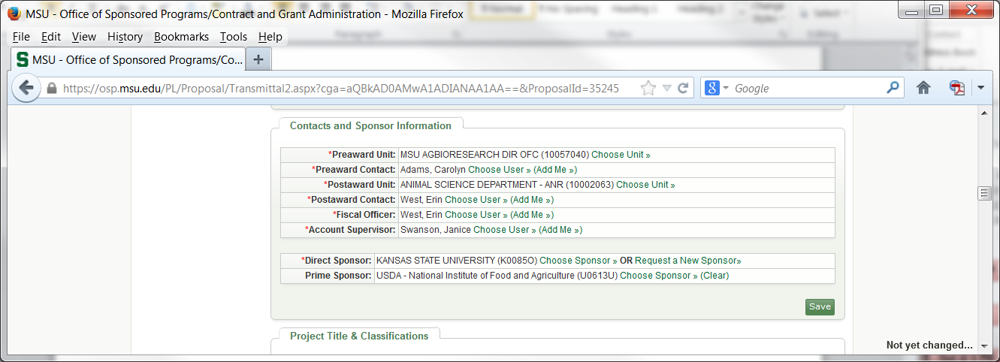 MSU - Office of Sponsored Programs/Contract and Grant Administration - Mozilla Firefox
File Edit View History Bookmarks Tools Help
MSU - Office of Sponsored Programs/Co...
https://osp.msu.edu/PL/Proposal/Transmittal2.aspx?cga=aQBkAD0AMwA1ADIANAA1AA==&ProposalId=35245
Google
Contacts and Sponsor Information
*Preaward Unit: MSU AGBIORESEARCH DIR OFC (10057040) Choose Unit »
*Preaward Contact: Adams, Carolyn Choose User » (Add Me »)
*Postaward Unit: ANIMAL SCIENCE DEPARTMENT - ANR (10002063) Choose Unit »
*Postaward Contact: West, Erin Choose User » (Add Me »)
*Fiscal Officer: West, Erin Choose User » (Add Me »)
*Account Supervisor: Swanson, Janice Choose User » (Add Me »)
*Direct Sponsor: KANSAS STATE UNIVERSITY (K0085O) Choose Sponsor » OR Request a New Sponsor»
Prime Sponsor: USDA - National Institute of Food and Agriculture (U0613U) Choose Sponsor » (Clear)
Save
Project Title & Classifications
Not yet changed...